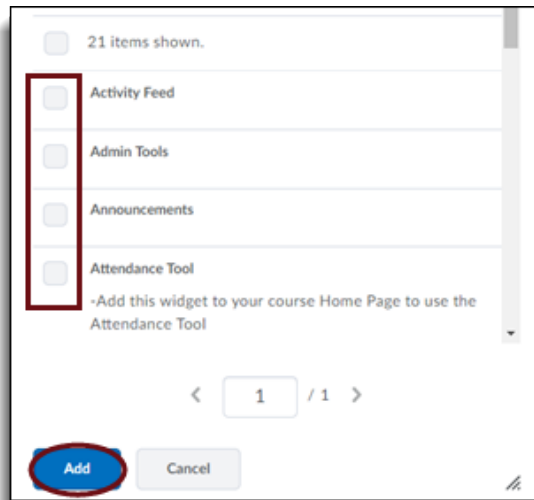 21 items shown.
Activity Feed
Admin Tools
Announcements
Attendance Tool
-Add this widget to your course Home Page to use the
Attendance Tool
< 1 / 1 >
Add Cancel